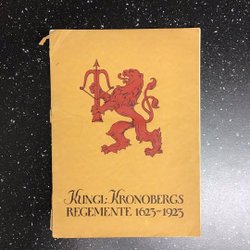 KUNGL: KRONOBERGS
REGEMENTE 1623-1923